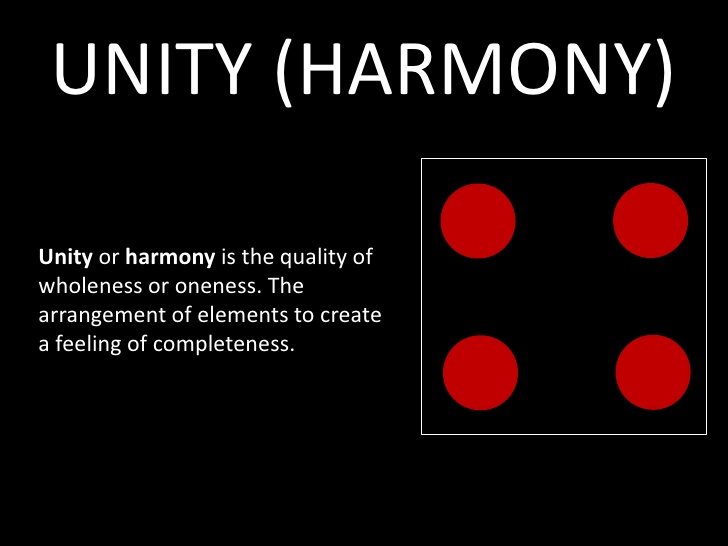 UNITY (HARMONY)
Unity or harmony is the quality of
wholeness or oneness. The
arrangement of elements to create
a feeling of completeness.